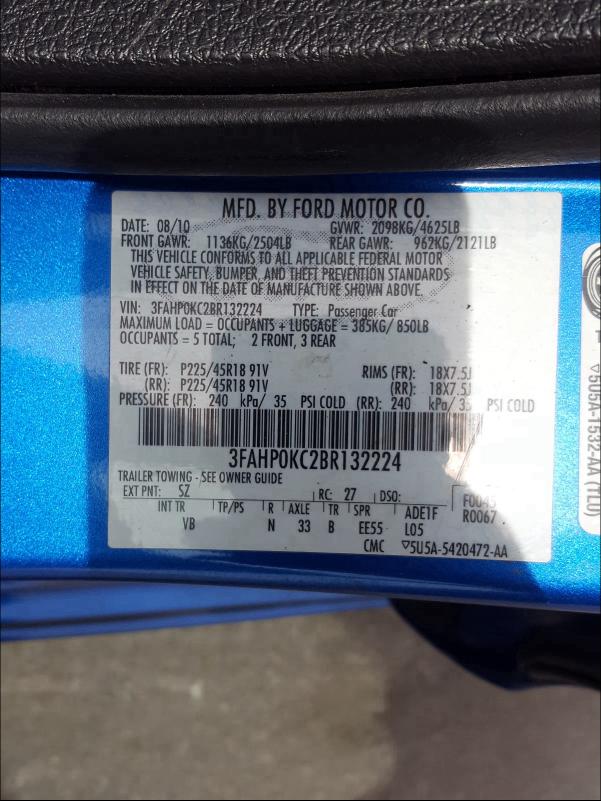 MFD. BY FORD MOTOR CO.
DATE: 08/10 GVWR: 2098KG/4625LB
FRONT GAWR: 1136KG/2504LB REAR GAWR: 962KG/2121LB
THIS VEHICLE CONFORMS TO ALL APPLICABLE FEDERAL MOTOR
VEHICLE SAFETY, BUMPER, AND THEFT PREVENTION STANDARDS
IN EFFECT ON THE DATE OF MANUFACTURE SHOWN ABOVE.
VIN: 3FAHP0KC2BR132224 TYPE: Passenger Car
MAXIMUM LOAD = OCCUPANTS + LUGGAGE = 385KG/ 850LB
OCCUPANTS = 5 TOTAL; 2 FRONT, 3 REAR
TIRE (FR): P225/45R18 91V RIMS (FR): 18X7.5J
(RR): P225/45R18 91V (RR): 18X7.5J
PRESSURE (FR): 240 kPa/ 35 PSI COLD (RR): 240 kPa/ 35 PSI COLD
3FAHP0KC2BR132224
TRAILER TOWING - SEE OWNER GUIDE
EXT PNT: SZ RC: 27 DSO: F0045
INT TR TP/PS R AXLE TR SPR ADE1F R0067
VB N 33 B EE55 L05
CMC ▽5U5A-5420472-AA
▽5U5A-1532-AA (TLU)